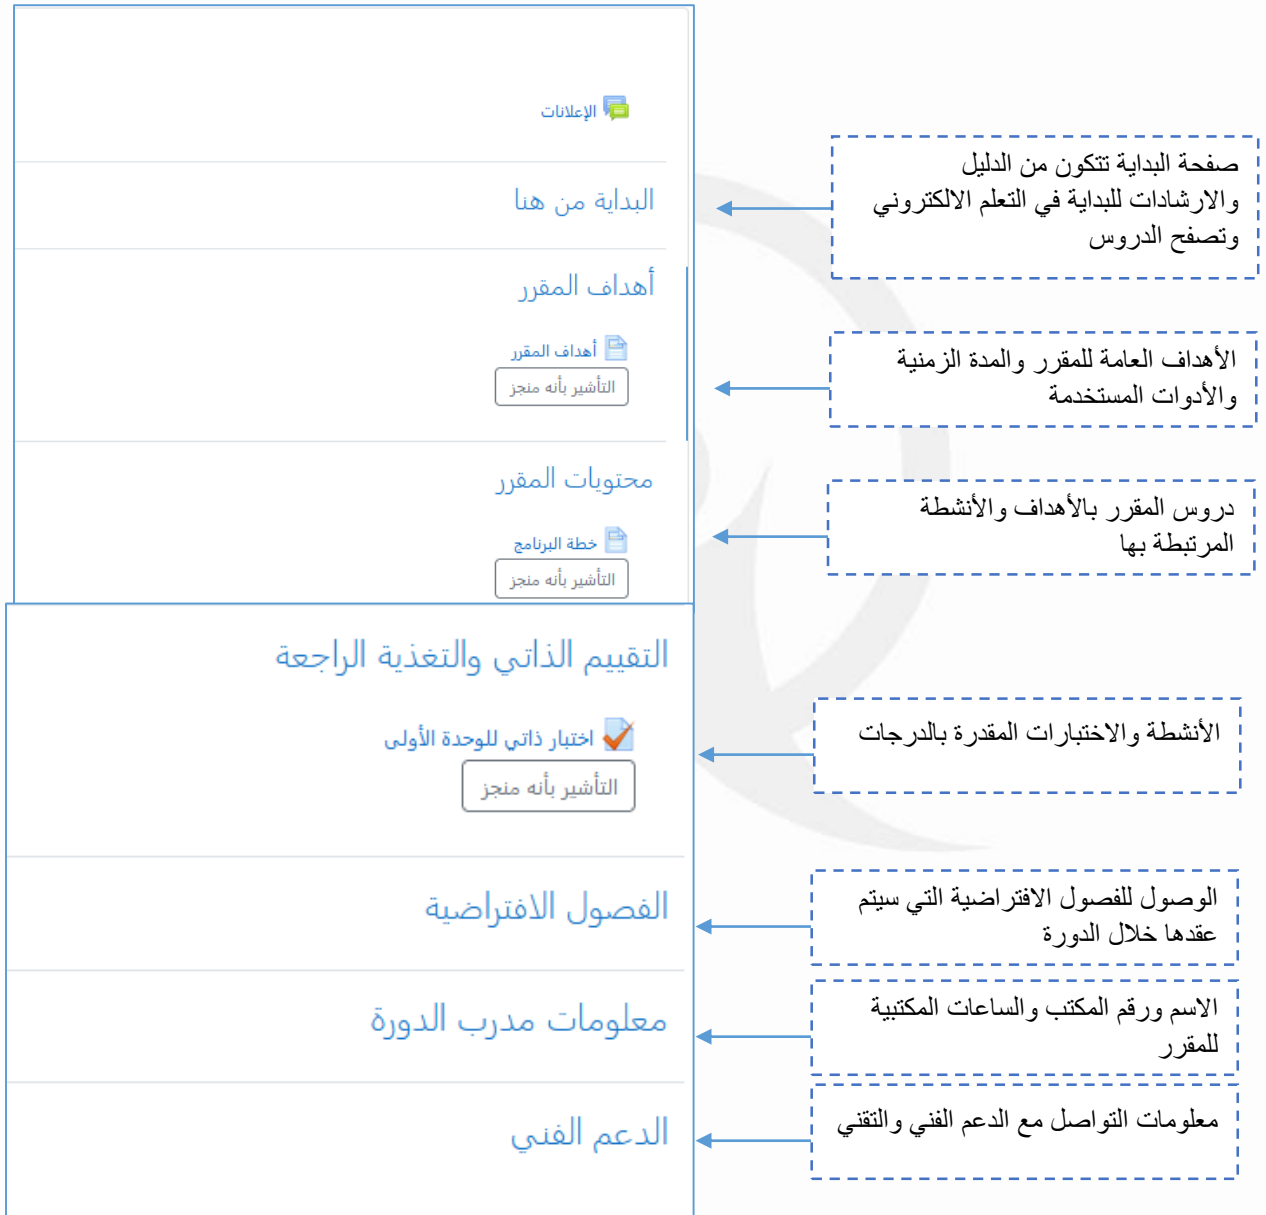 الإعلانات
صفحة البداية تتكون من الدليل
والارشادات للبداية في التعلم الالكتروني
وتصفح الدروس
البداية من هنا
أهداف المقرر
أهداف المقرر
التأشير بأنه منجز
الأهداف العامة للمقرر والمدة الزمنية
والأدوات المستخدمة
محتويات المقرر
خطة البرنامج
التأشير بأنه منجز
دروس المقرر بالأهداف والأنشطة
المرتبطة بها
التقييم الذاتي والتغذية الراجعة
اختبار ذاتي للوحدة الأولى
التأشير بأنه منجز
الأنشطة والاختبارات المقدرة بالدرجات
الفصول الافتراضية
الوصول للفصول الافتراضية التي سيتم
عقدها خلال الدورة
معلومات مدرب الدورة
الاسم ورقم المكتب والساعات المكتبية
للمقرر
الدعم الفني
معلومات التواصل مع الدعم الفني والتقني